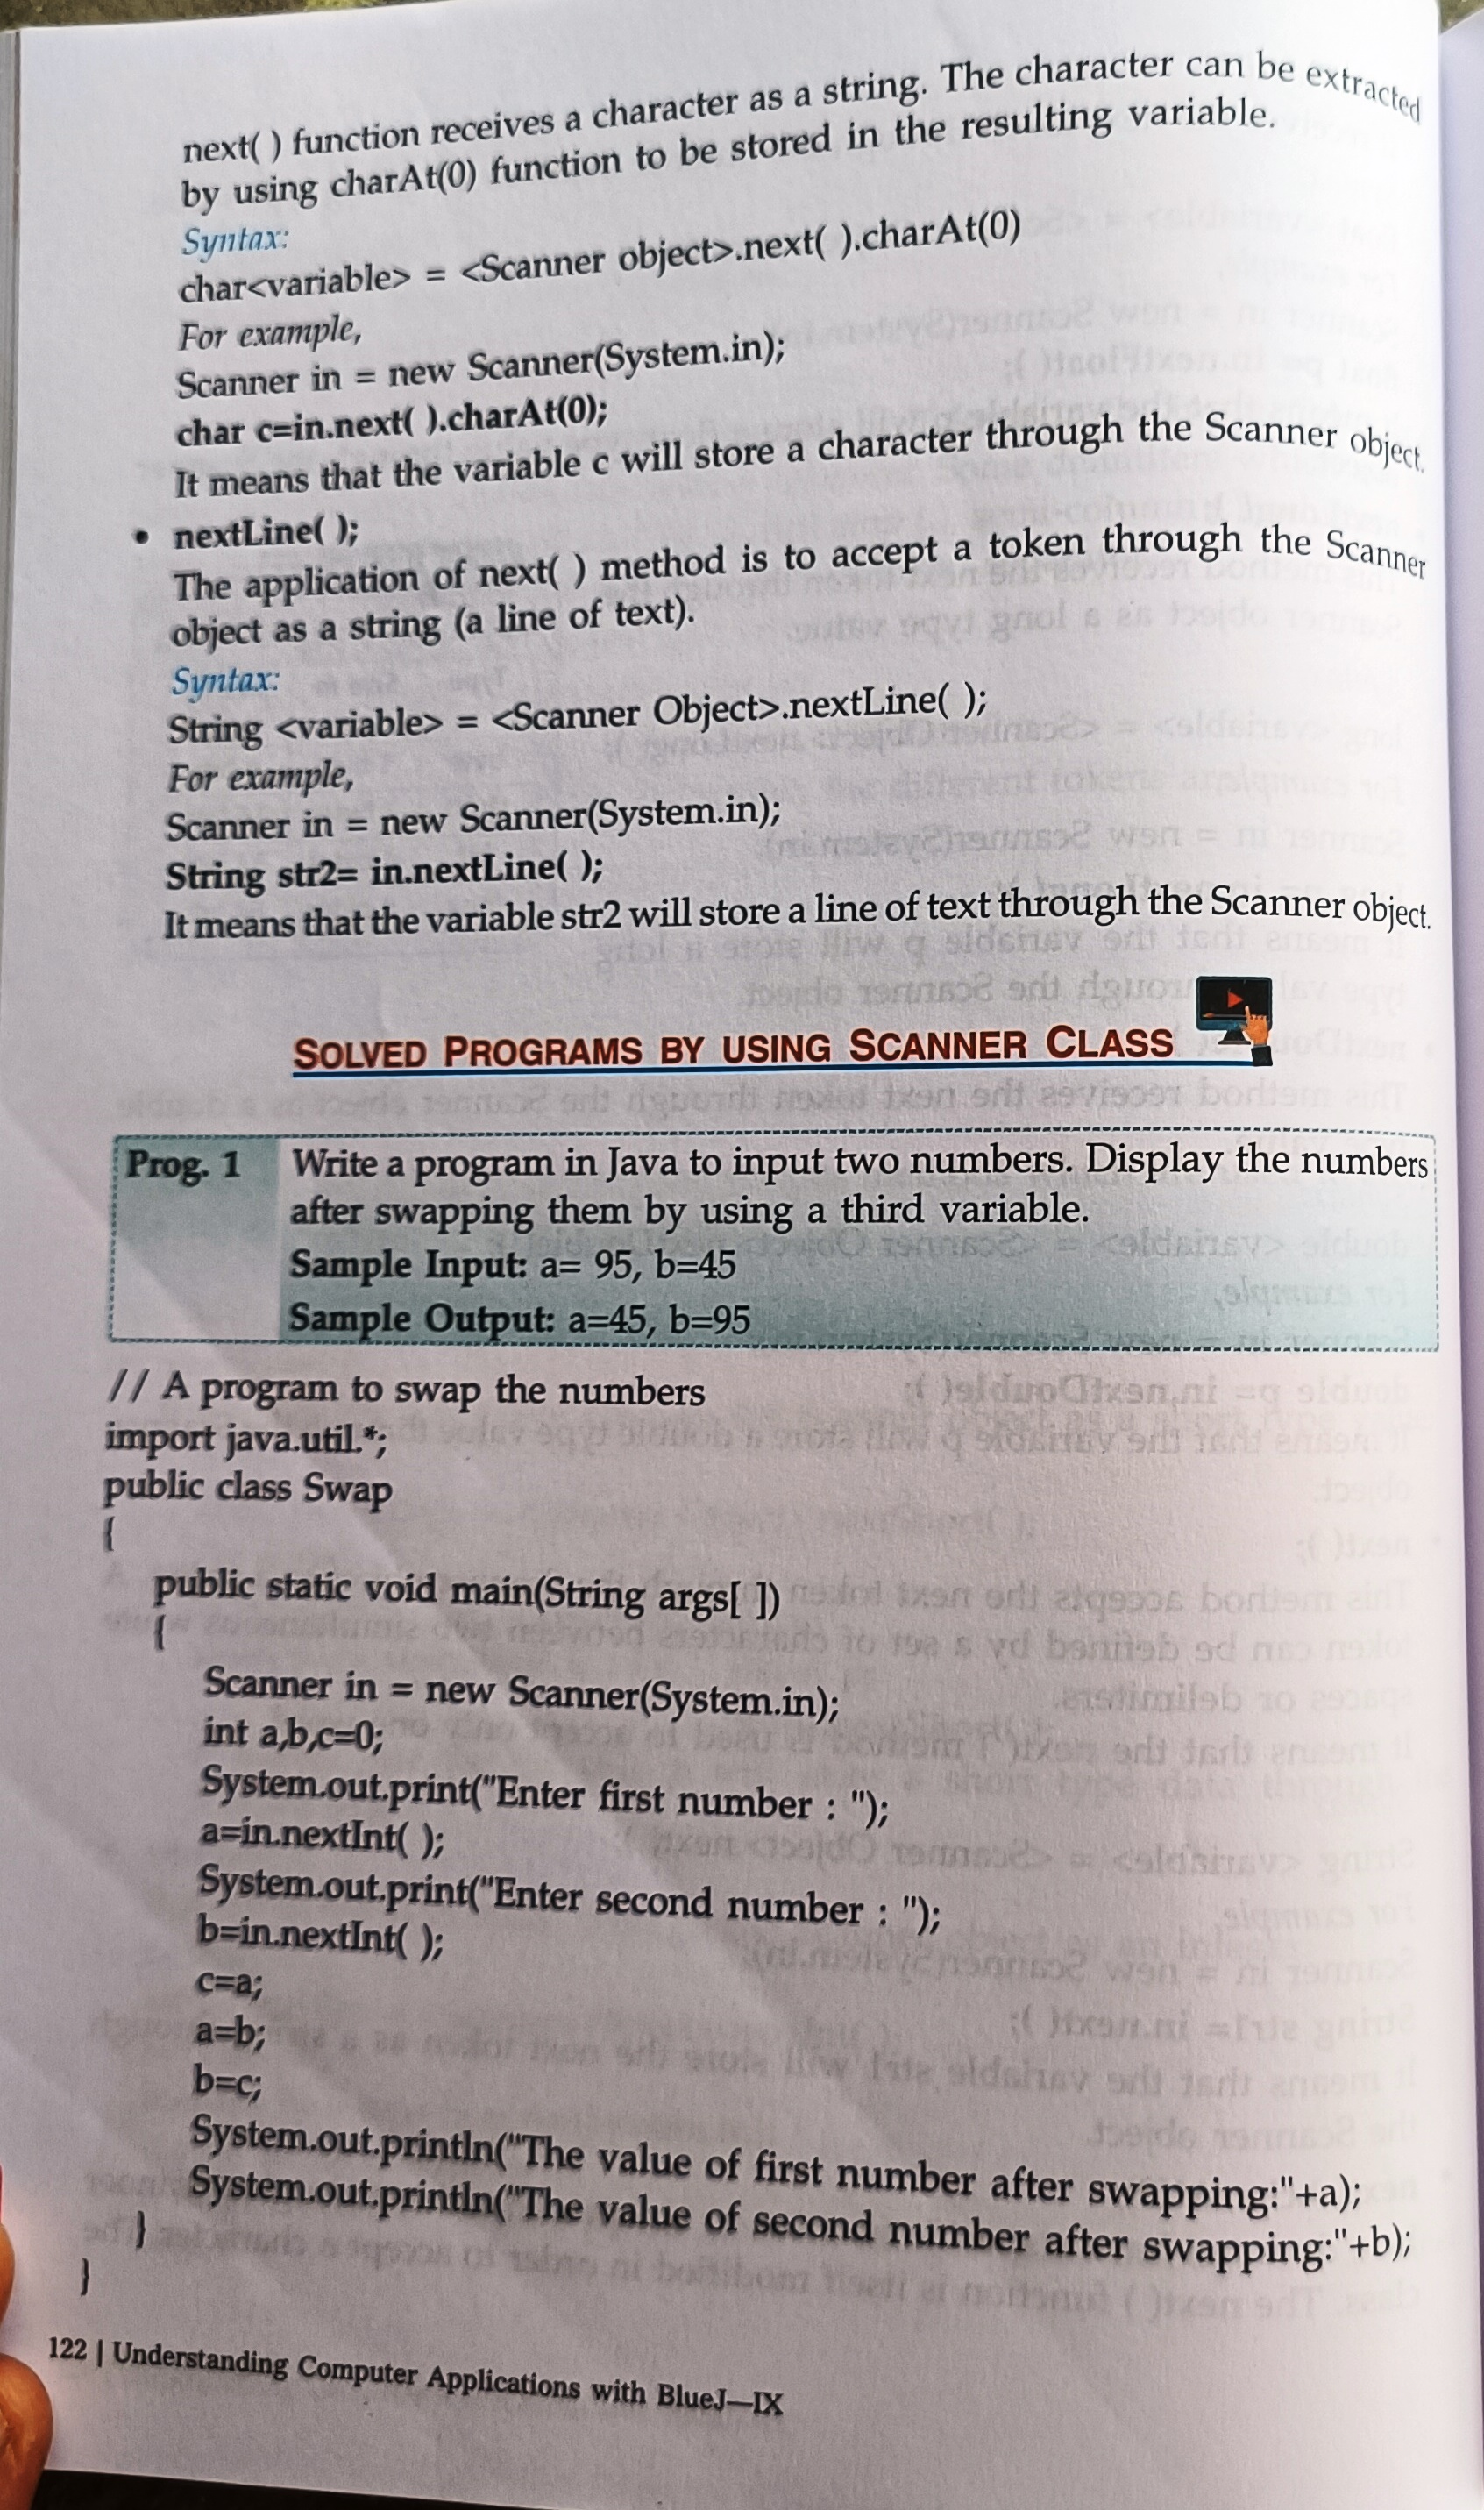 next( ) function receives a character as a string. The character can be extracted
by using charAt(0) function to be stored in the resulting variable.
Syntax:
char<variable> = <Scanner object>.next( ).charAt(0)
For example,
Scanner in = new Scanner(System.in);
char c=in.next( ).charAt(0);
It means that the variable c will store a character through the Scanner object.
• nextLine( );
The application of next( ) method is to accept a token through the Scanner
object as a string (a line of text).
Syntax:
String <variable> = <Scanner Object>.nextLine( );
For example,
Scanner in = new Scanner(System.in);
String str2= in.nextLine( );
It means that the variable str2 will store a line of text through the Scanner object.
SOLVED PROGRAMS BY USING SCANNER CLASS
Prog. 1 Write a program in Java to input two numbers. Display the numbers
after swapping them by using a third variable.
Sample Input: a= 95, b=45
Sample Output: a=45, b=95
// A program to swap the numbers
import java.util.*;
public class Swap
{
public static void main(String args[ ])
{
Scanner in = new Scanner(System.in);
int a,b,c=0;
System.out.print("Enter first number : ");
a=in.nextInt( );
System.out.print("Enter second number : ");
b=in.nextInt( );
c=a;
a=b;
b=c;
System.out.println("The value of first number after swapping:"+a);
System.out.println("The value of second number after swapping:"+b);
}
}
122 | Understanding Computer Applications with BlueJ—IX